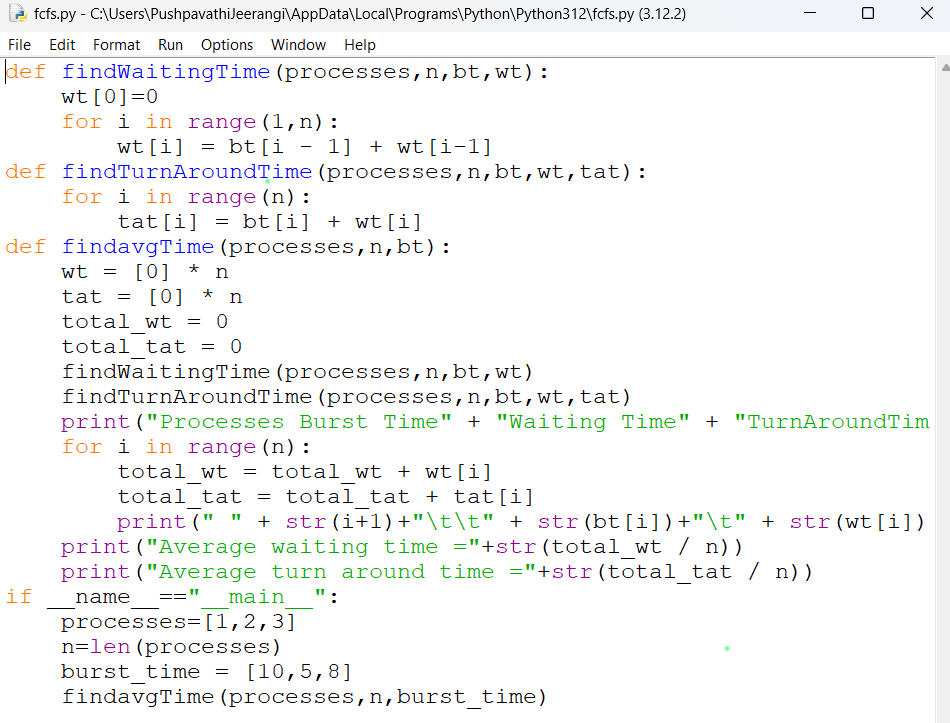 fcfs.py - C:\Users\PushpavathiJeerangi\AppData\Local\Programs\Python\Python312\fcfs.py (3.12.2)
File Edit Format Run Options Window Help
def findWaitingTime(processes,n,bt,wt):
    wt[0]=0
    for i in range(1,n):
        wt[i] = bt[i - 1] + wt[i-1]
def findTurnAroundTime(processes,n,bt,wt,tat):
    for i in range(n):
        tat[i] = bt[i] + wt[i]
def findavgTime(processes,n,bt):
    wt = [0] * n
    tat = [0] * n
    total_wt = 0
    total_tat = 0
    findWaitingTime(processes,n,bt,wt)
    findTurnAroundTime(processes,n,bt,wt,tat)
    print("Processes Burst Time" + "Waiting Time" + "TurnAroundTim
    for i in range(n):
        total_wt = total_wt + wt[i]
        total_tat = total_tat + tat[i]
        print(" " + str(i+1)+"\t\t" + str(bt[i])+"\t" + str(wt[i])
    print("Average waiting time ="+str(total_wt / n))
    print("Average turn around time ="+str(total_tat / n))
if __name__=="__main__":
    processes=[1,2,3]
    n=len(processes)
    burst_time = [10,5,8]
    findavgTime(processes,n,burst_time)